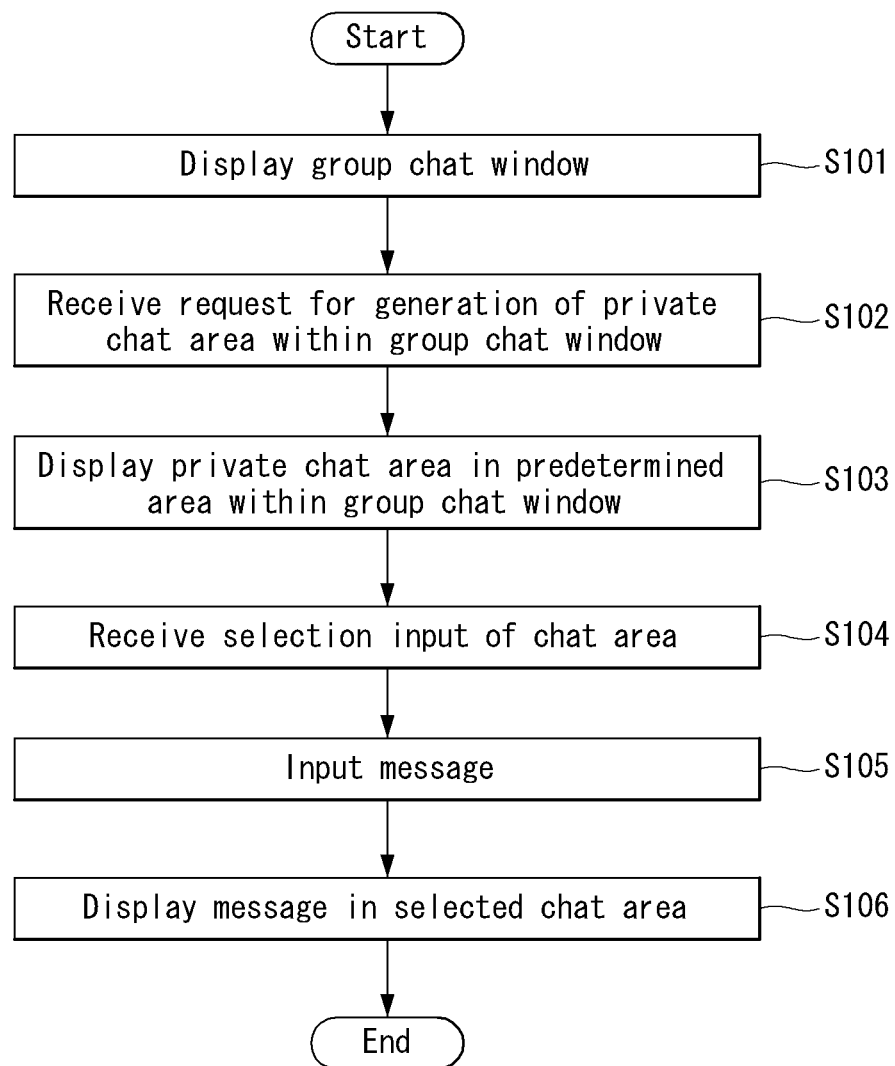 Start
Display group chat window
S101
Receive request for generation of private
chat area within group chat window
S102
Display private chat area in predetermined
area within group chat window
S103
Receive selection input of chat area
S104
Input message
S105
Display message in selected chat area
S106
End